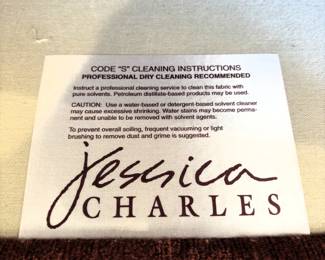 CODE "S" CLEANING INSTRUCTIONS
PROFESSIONAL DRY CLEANING RECOMMENDED
Instruct a professional cleaning service to clean this fabric with
pure solvents. Petroleum distillate-based products may be used.
CAUTION: Use a water-based or detergent-based solvent cleaner
may cause excessive shrinking. Water stains may become perma-
nent and unable to be removed with solvent agents.
To prevent overall soiling, frequent vacuuming or light
brushing to remove dust and grime is suggested.
jessica
CHARLES